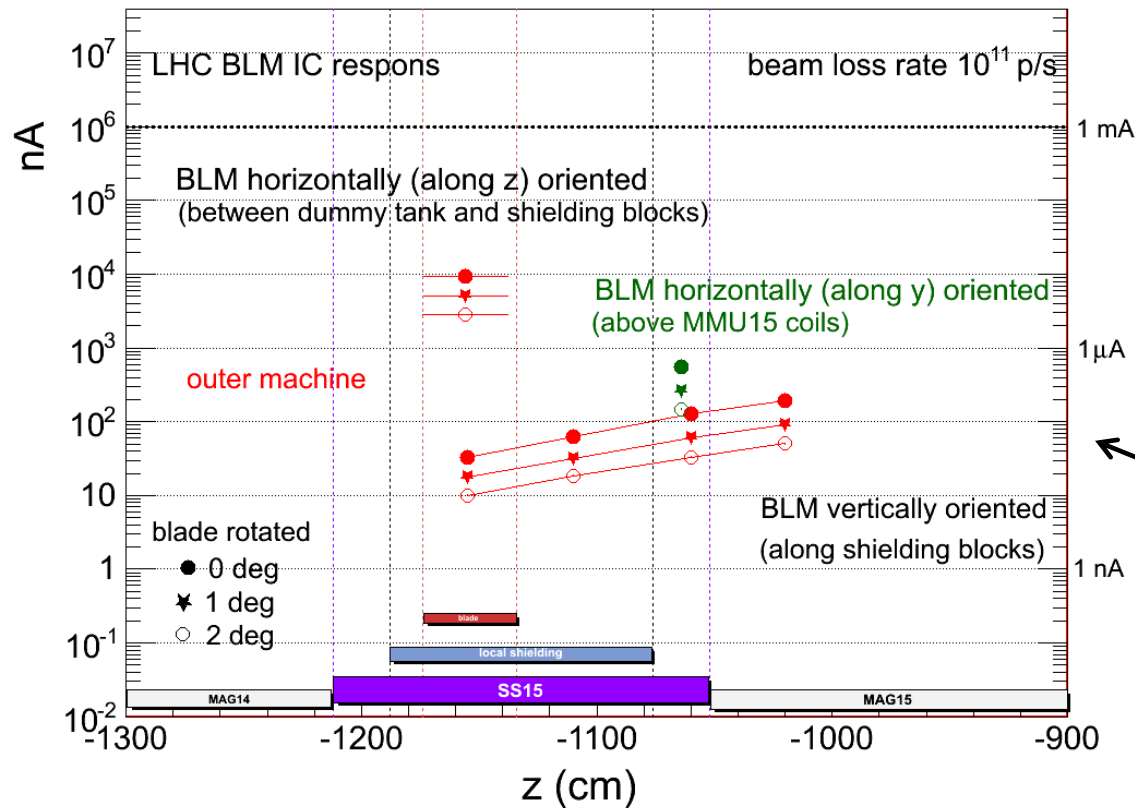 LHC BLM IC respons
beam loss rate 10¹¹ p/s
nA
10⁷
10⁶
10⁵
10⁴
10³
10²
10
1
10⁻¹
10⁻²
1 mA
1μA
1 nA
BLM horizontally (along z) oriented
(between dummy tank and shielding blocks)
BLM horizontally (along y) oriented
(above MMU15 coils)
outer machine
BLM vertically oriented
(along shielding blocks)
blade rotated
0 deg
1 deg
2 deg
blade
local shielding
MAG14
SS15
MAG15
-1300
-1200
-1100
-1000
-900
z (cm)